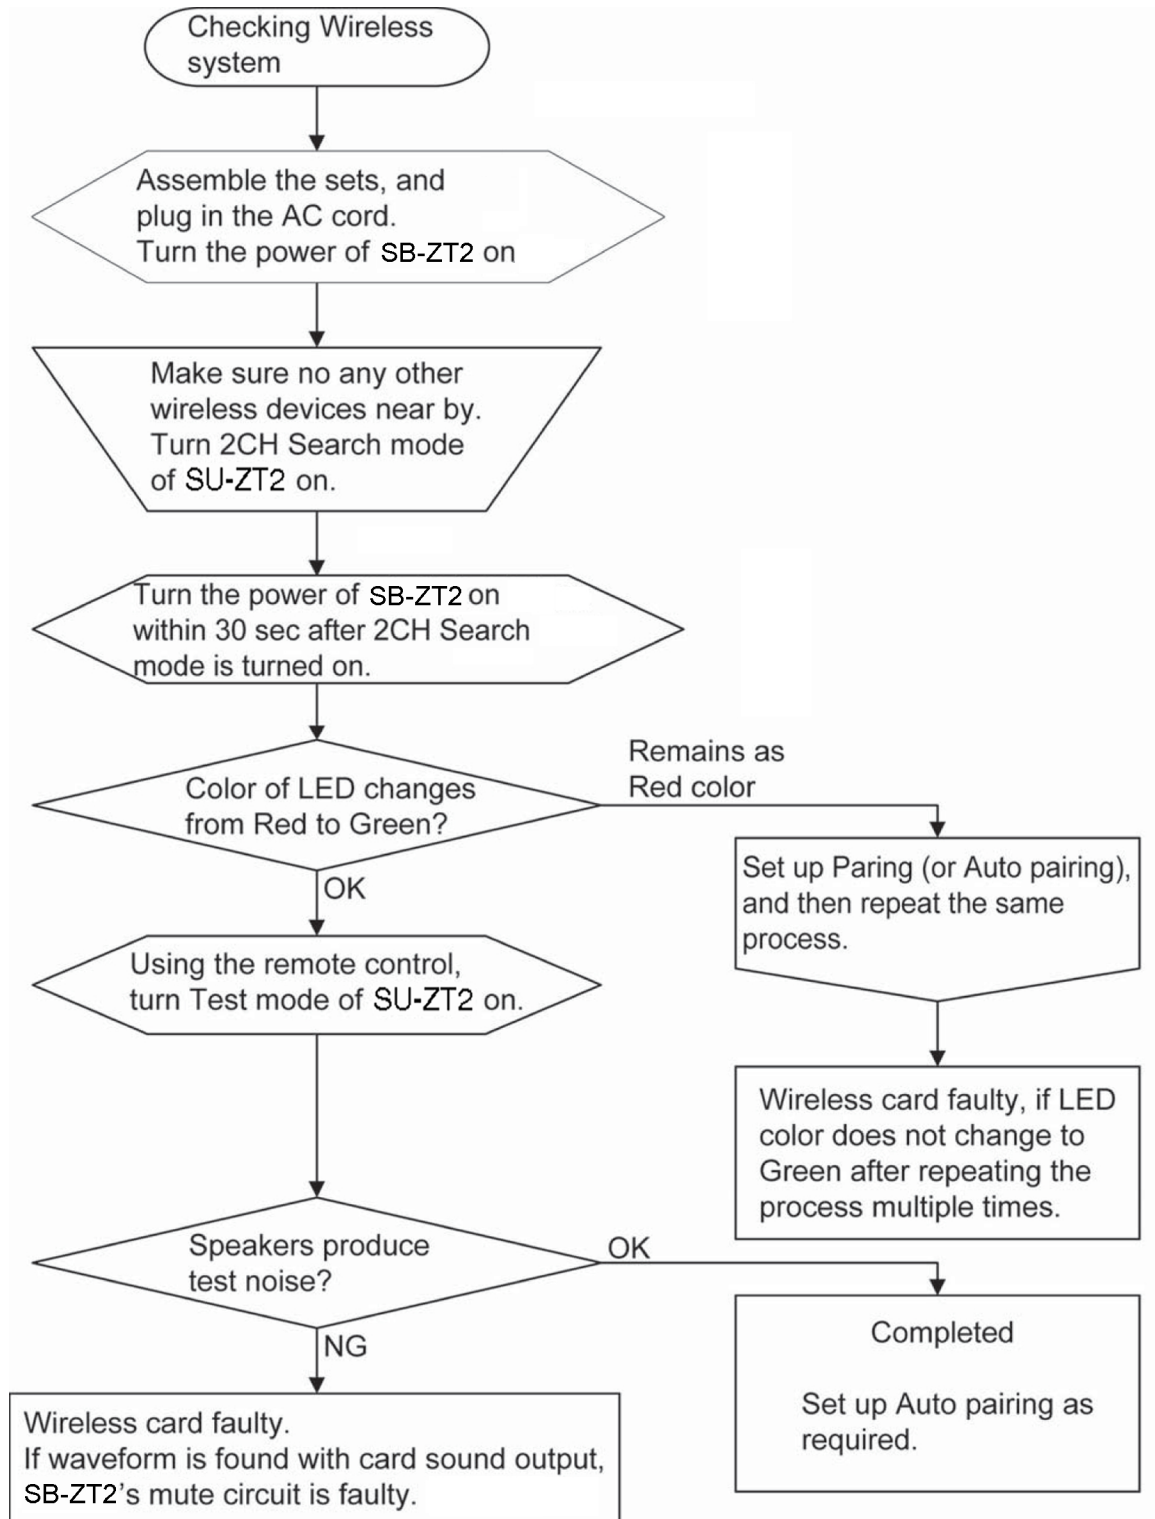 Checking Wireless
system
Assemble the sets, and
plug in the AC cord.
Turn the power of SB-ZT2 on
Make sure no any other
wireless devices near by.
Turn 2CH Search mode
of SU-ZT2 on.
Turn the power of SB-ZT2 on
within 30 sec after 2CH Search
mode is turned on.
Color of LED changes
from Red to Green?
Remains as
Red color
Set up Paring (or Auto pairing),
and then repeat the same
process.
OK
Using the remote control,
turn Test mode of SU-ZT2 on.
Wireless card faulty, if LED
color does not change to
Green after repeating the
process multiple times.
Speakers produce
test noise?
OK
Completed
Set up Auto pairing as
required.
NG
Wireless card faulty.
If waveform is found with card sound output,
SB-ZT2's mute circuit is faulty.